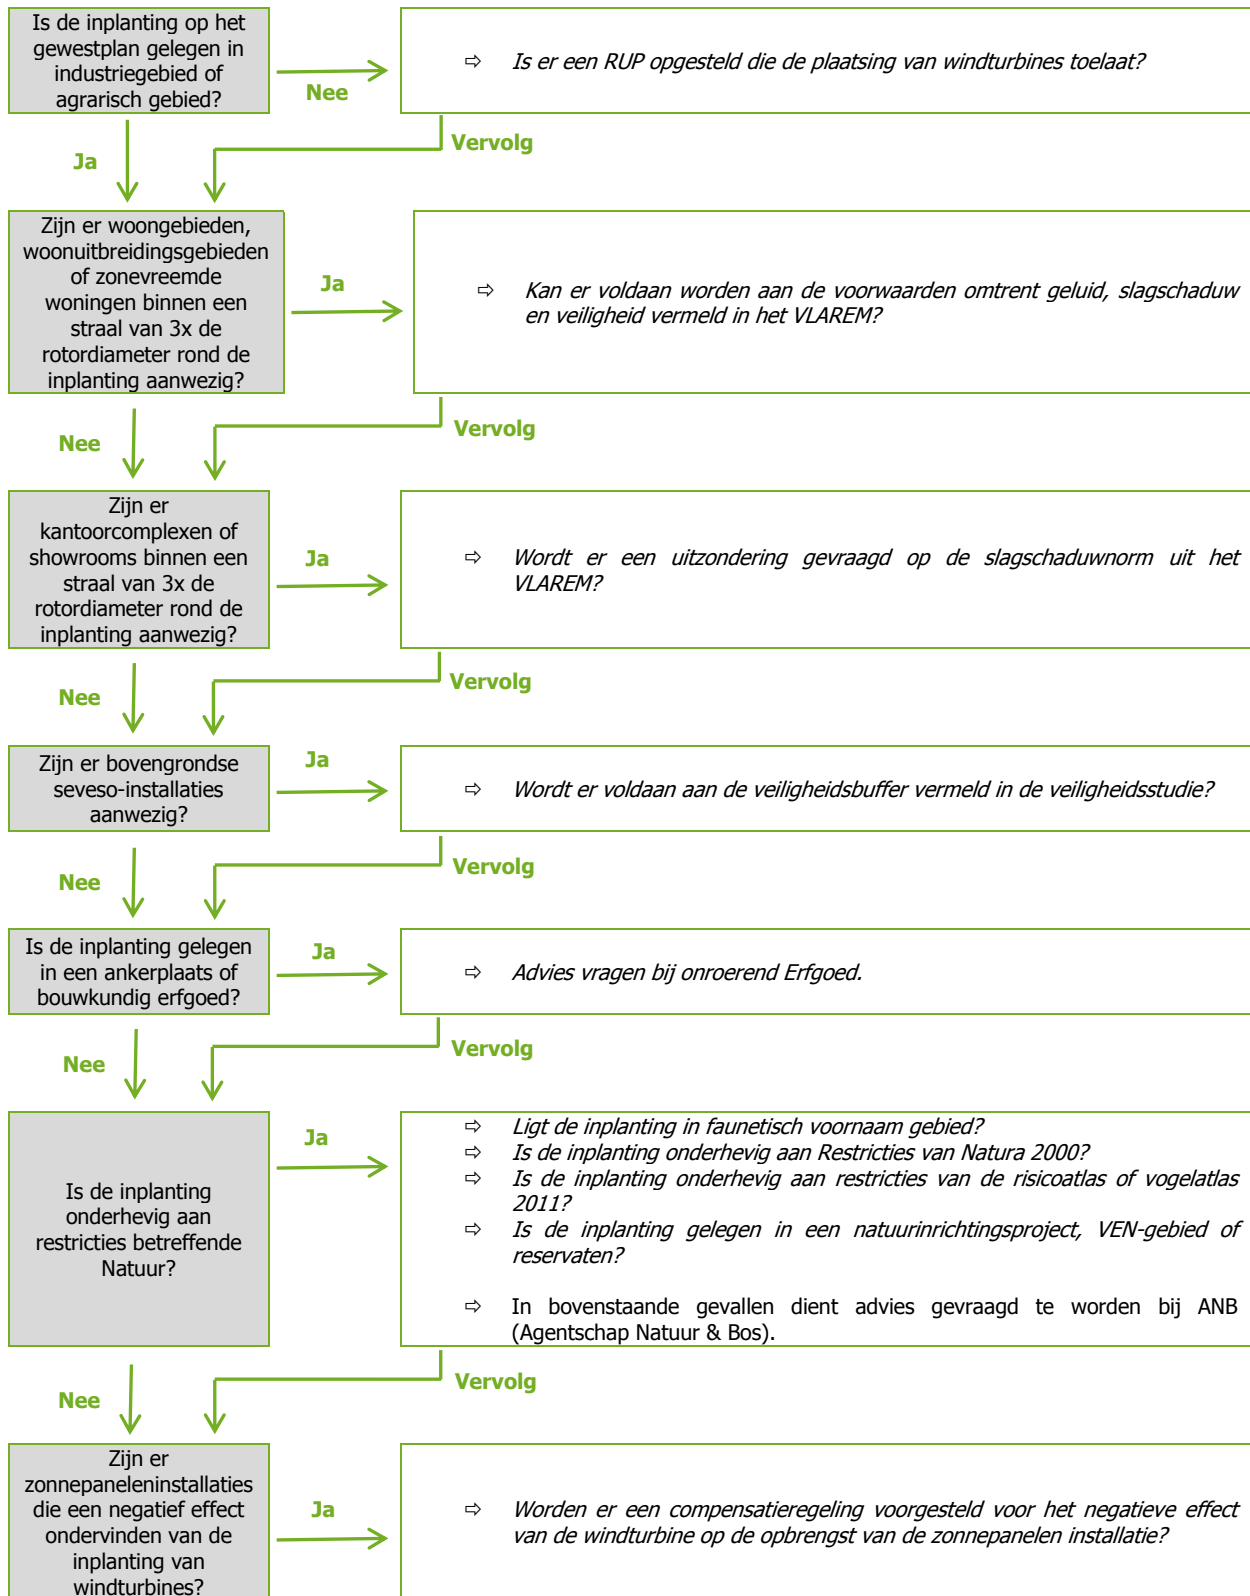 Is de inplanting op het
gewestplan gelegen in
industriegebied of
agrarisch gebied?
Nee
⇨ Is er een RUP opgesteld die de plaatsing van windturbines toelaat?
Ja
Vervolg
Zijn er woongebieden,
woonuitbreidingsgebieden
of zonevreemde
woningen binnen een
straal van 3x de
rotordiameter rond de
inplanting aanwezig?
Ja
⇨ Kan er voldaan worden aan de voorwaarden omtrent geluid, slagschaduw
en veiligheid vermeld in het VLAREM?
Nee
Vervolg
Zijn er
kantoorcomplexen of
showrooms binnen een
straal van 3x de
rotordiameter rond de
inplanting aanwezig?
Ja
⇨ Wordt er een uitzondering gevraagd op de slagschaduwnorm uit het
VLAREM?
Nee
Vervolg
Zijn er bovengrondse
seveso-installaties
aanwezig?
Ja
⇨ Wordt er voldaan aan de veiligheidsbuffer vermeld in de veiligheidsstudie?
Nee
Vervolg
Is de inplanting gelegen
in een ankerplaats of
bouwkundig erfgoed?
Ja
⇨ Advies vragen bij onroerend Erfgoed.
Nee
Vervolg
Is de inplanting
onderhevig aan
restricties betreffende
Natuur?
Ja
⇨ Ligt de inplanting in faunetisch voornaam gebied?
⇨ Is de inplanting onderhevig aan Restricties van Natura 2000?
⇨ Is de inplanting onderhevig aan restricties van de risicoatlas of vogelatlas
2011?
⇨ Is de inplanting gelegen in een natuurinrichtingsproject, VEN-gebied of
reservaten?
⇨ In bovenstaande gevallen dient advies gevraagd te worden bij ANB
(Agentschap Natuur & Bos).
Nee
Vervolg
Zijn er
zonnepaneleninstallaties
die een negatief effect
ondervinden van de
inplanting van
windturbines?
Ja
⇨ Worden er een compensatieregeling voorgesteld voor het negatieve effect
van de windturbine op de opbrengst van de zonnepanelen installatie?